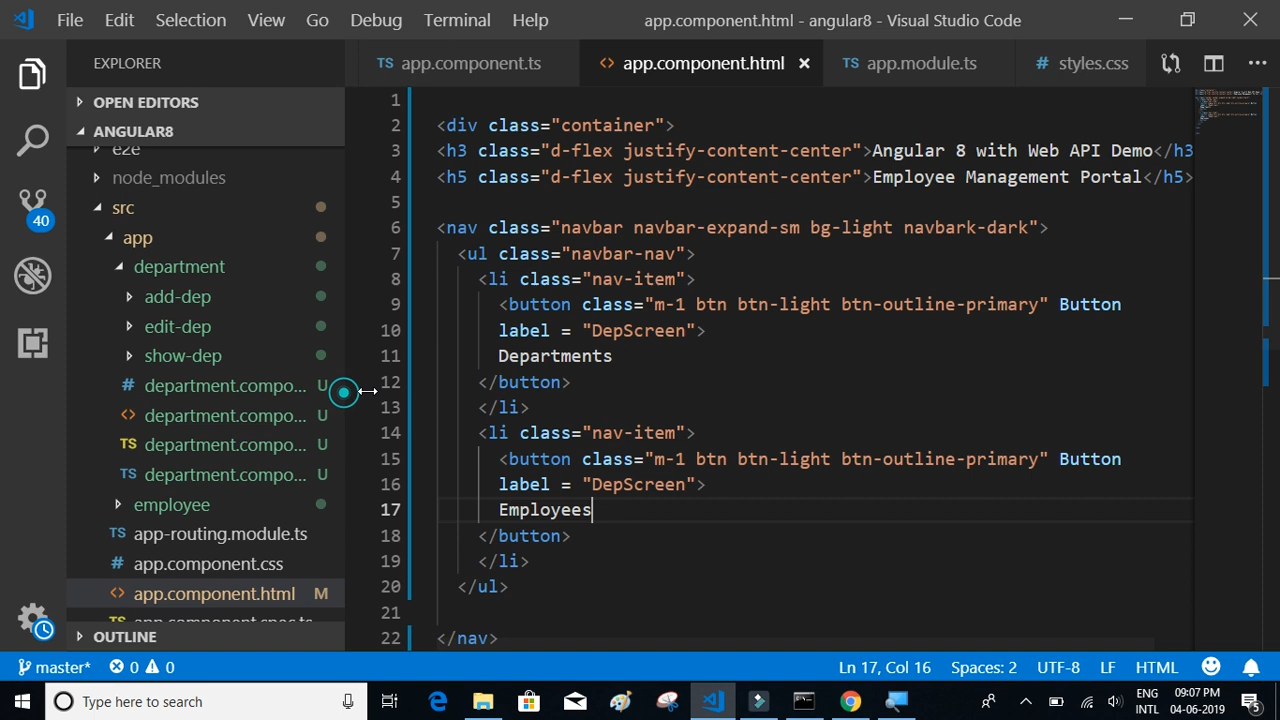 File Edit Selection View Go Debug Terminal Help app.component.html - angular8 - Visual Studio Code
EXPLORER
TS app.component.ts <> app.component.html × TS app.module.ts # styles.css ...
OPEN EDITORS
ANGULAR8
e2e
node_modules
src
app
department
add-dep
edit-dep
show-dep
# department.compo... U
<> department.compo... U
TS department.compo... U
TS department.compo... U
employee
TS app-routing.module.ts
# app.component.css
<> app.component.html M
app.component.spec.ts
OUTLINE
40
1
2 <div class="container">
3 <h3 class="d-flex justify-content-center">Angular 8 with Web API Demo</h3
4 <h5 class="d-flex justify-content-center">Employee Management Portal</h5>
5
6 <nav class="navbar navbar-expand-sm bg-light navbark-dark">
7 <ul class="navbar-nav">
8 <li class="nav-item">
9 <button class="m-1 btn btn-light btn-outline-primary" Button
10 label = "DepScreen">
11 Departments
12 </button>
13 </li>
14 <li class="nav-item">
15 <button class="m-1 btn btn-light btn-outline-primary" Button
16 label = "DepScreen">
17 Employees
18 </button>
19 </li>
20 </ul>
21
22 </nav>
master* 0 0 Ln 17, Col 16 Spaces: 2 UTF-8 LF HTML
Type here to search
ENG
INTL
09:07 PM
04-06-2019
5